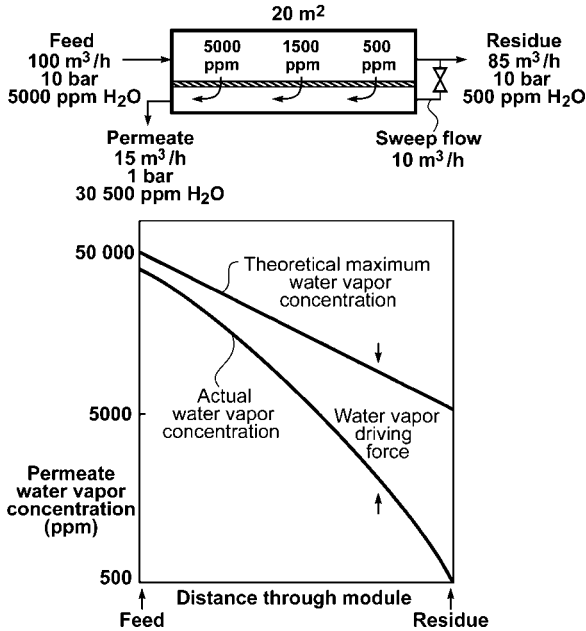 20 m²
Feed
100 m³/h
10 bar
5000 ppm H₂O
5000
ppm
1500
ppm
500
ppm
Residue
85 m³/h
10 bar
500 ppm H₂O
Permeate
15 m³/h
1 bar
30 500 ppm H₂O
Sweep flow
10 m³/h
50 000
Theoretical maximum
water vapor
concentration
Actual
water vapor
concentration
5000
Water vapor
driving
force
Permeate
water vapor
concentration
(ppm)
500
Distance through module
Feed
Residue